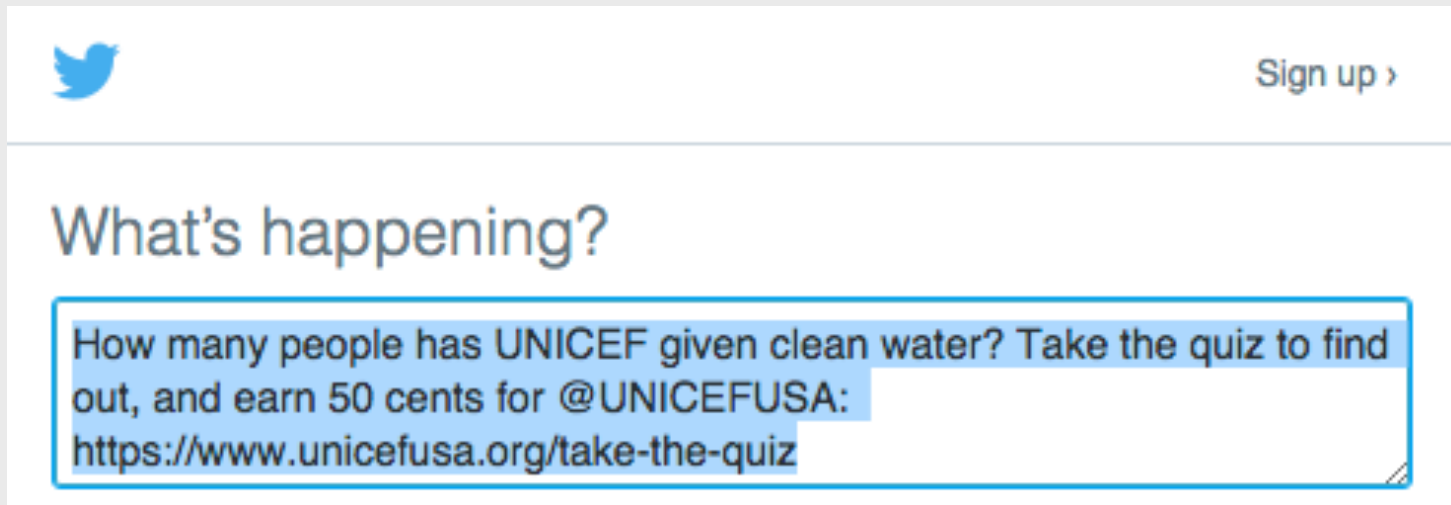 Sign up ›
What's happening?
How many people has UNICEF given clean water? Take the quiz to find
out, and earn 50 cents for @UNICEFUSA:
https://www.unicefusa.org/take-the-quiz